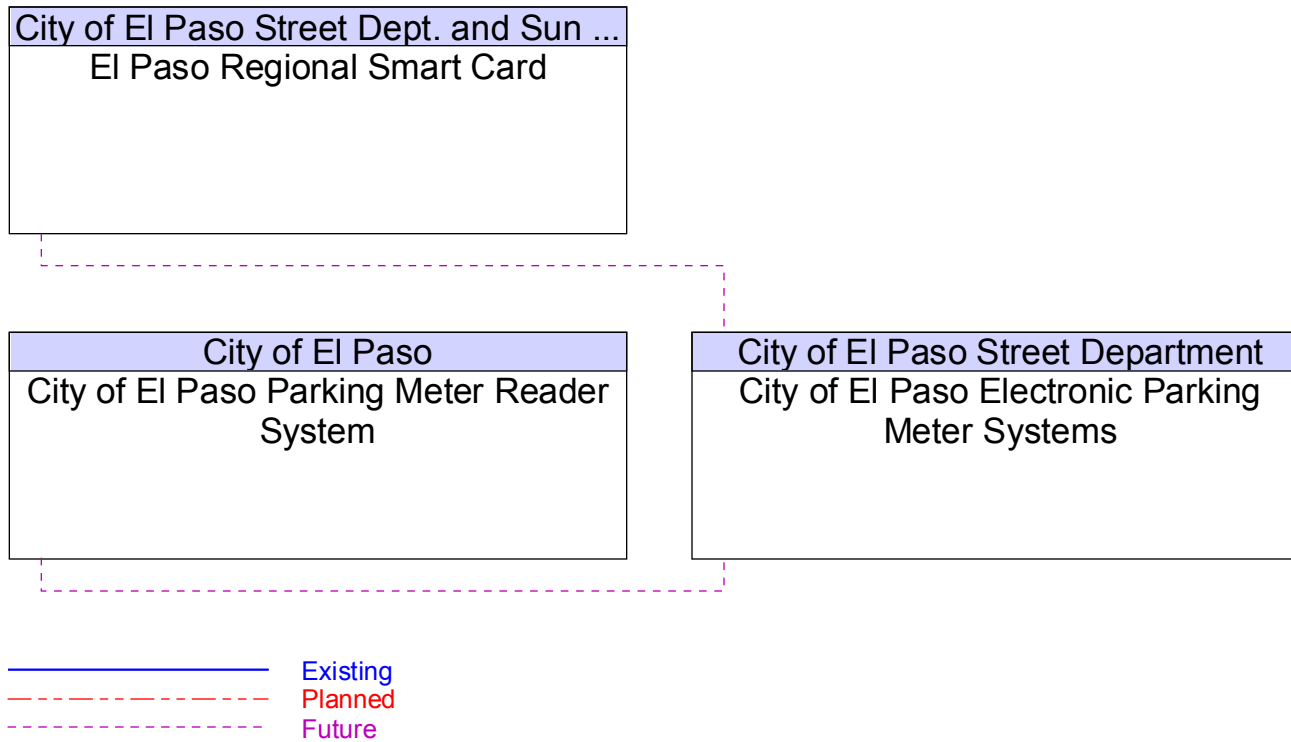 City of El Paso Street Dept. and Sun ...
El Paso Regional Smart Card
City of El Paso
City of El Paso Parking Meter Reader
System
City of El Paso Street Department
City of El Paso Electronic Parking
Meter Systems
Existing
Planned
Future